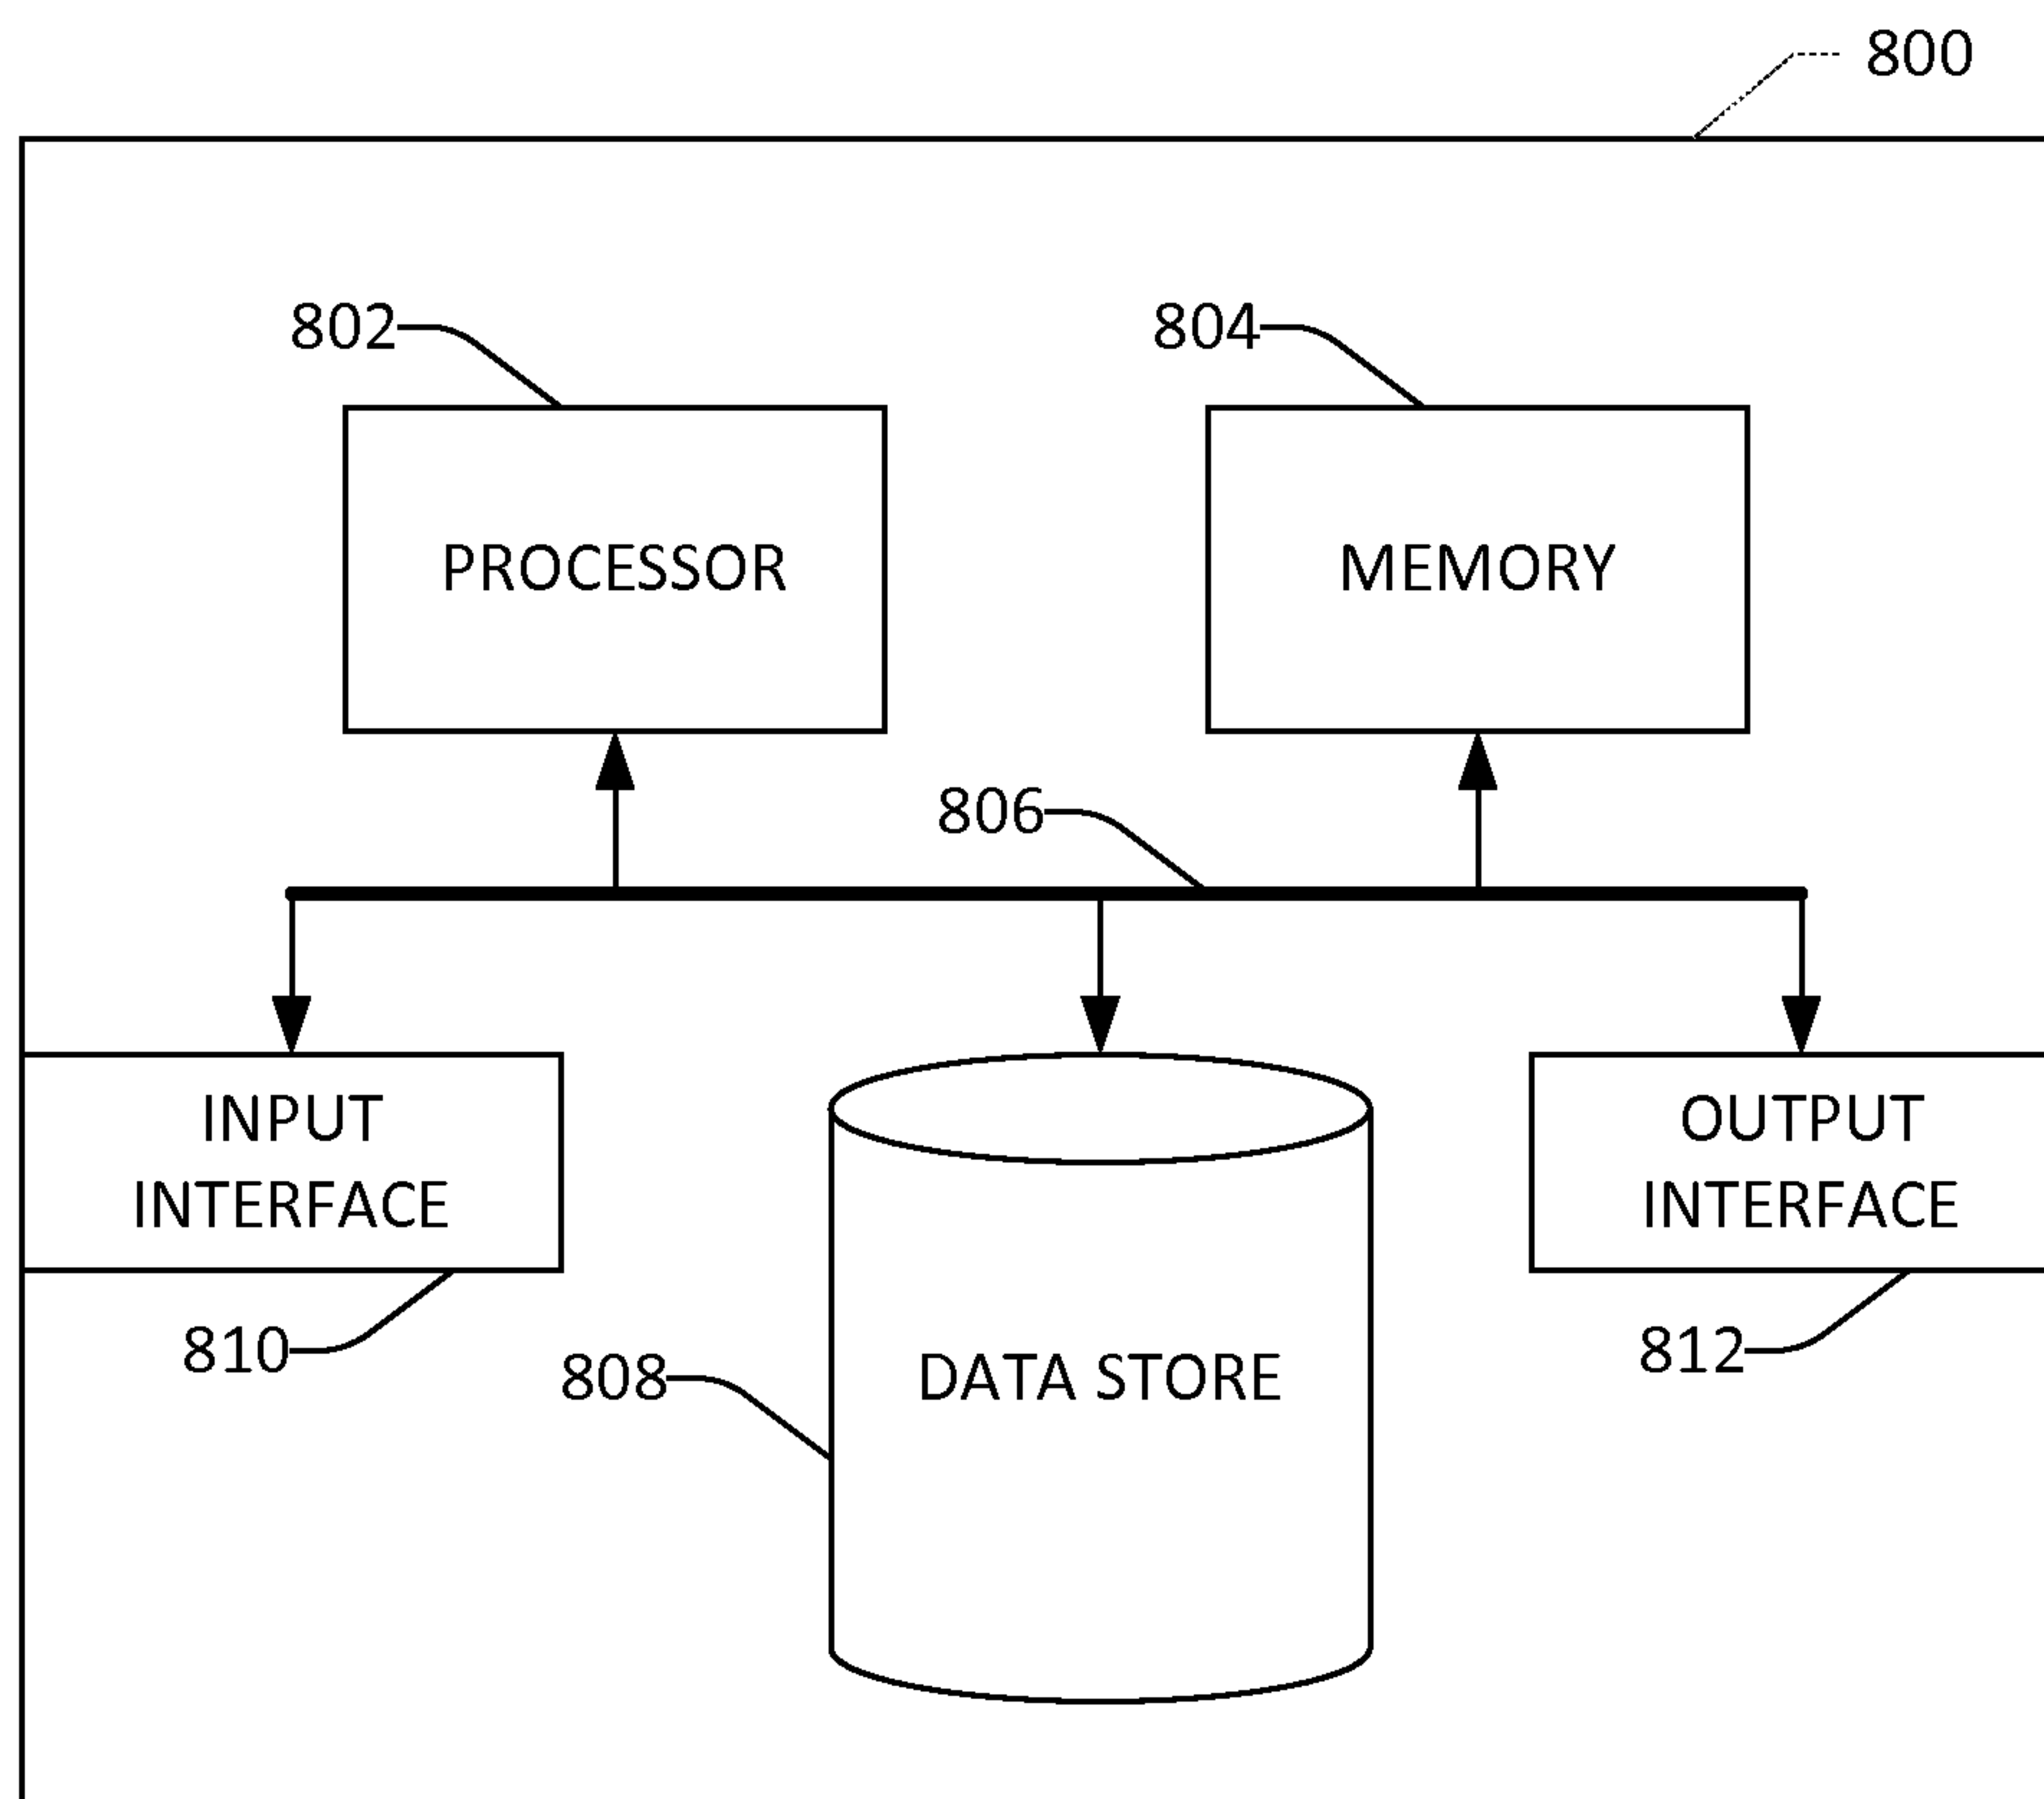 800
802
804
PROCESSOR
MEMORY
806
INPUT
INTERFACE
OUTPUT
INTERFACE
810
808
DATA STORE
812